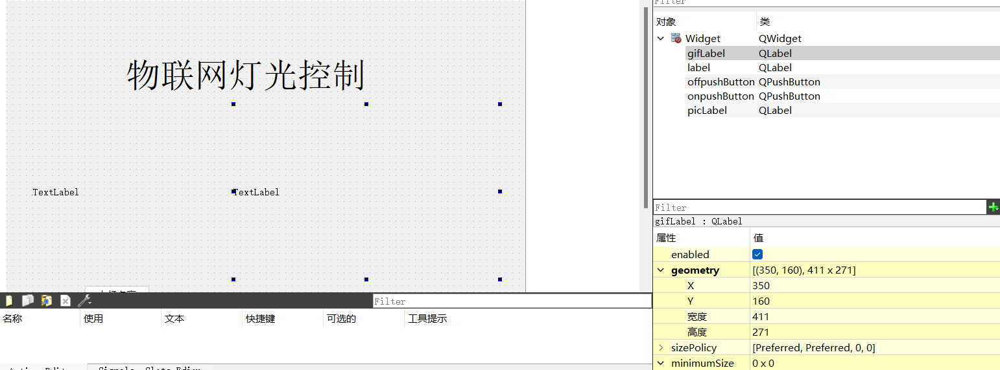 Filter
对象 类
Widget QWidget
gifLabel QLabel
label QLabel
offpushButton QPushButton
onpushButton QPushButton
picLabel QLabel
物联网灯光控制
TextLabel TextLabel
Filter
gifLabel : QLabel
属性 值
enabled
geometry [(350, 160), 411 x 271]
X 350
Y 160
宽度 411
高度 271
sizePolicy [Preferred, Preferred, 0, 0]
minimumSize 0 x 0
Filter
名称 使用 文本 快捷键 可选的 工具提示